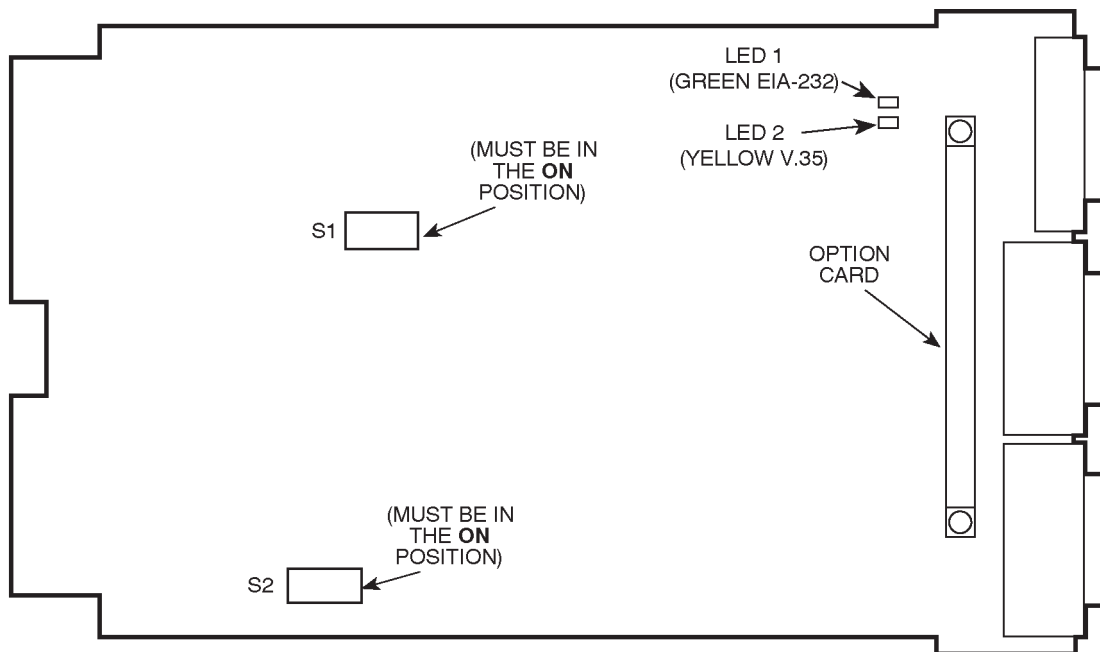 LED 1
(GREEN EIA-232)
LED 2
(YELLOW V.35)
(MUST BE IN
THE ON
POSITION)
S1
OPTION
CARD
(MUST BE IN
THE ON
POSITION)
S2